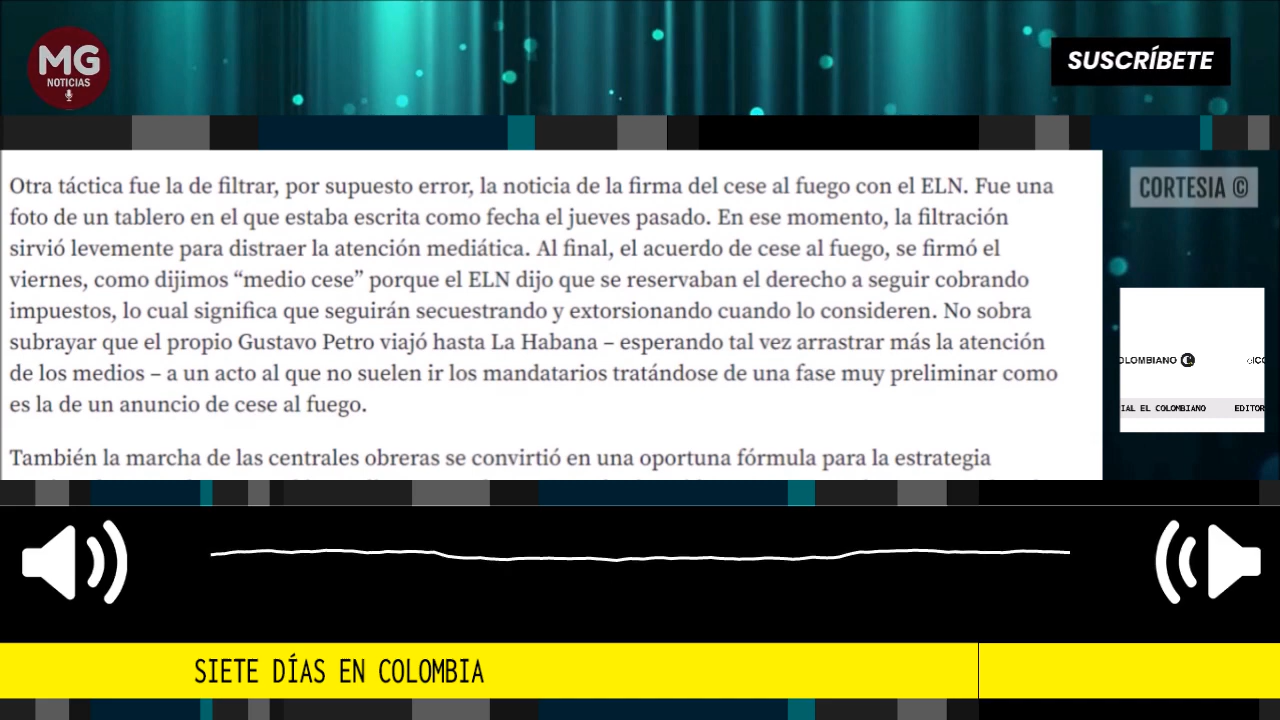 MG
NOTICIAS
SUSCRÍBETE
CORTESIA ©
Otra táctica fue la de filtrar, por supuesto error, la noticia de la firma del cese al fuego con el ELN. Fue una
foto de un tablero en el que estaba escrita como fecha el jueves pasado. En ese momento, la filtración
sirvió levemente para distraer la atención mediática. Al final, el acuerdo de cese al fuego, se firmó el
viernes, como dijimos “medio cese” porque el ELN dijo que se reservaban el derecho a seguir cobrando
impuestos, lo cual significa que seguirán secuestrando y extorsionando cuando lo consideren. No sobra
subrayar que el propio Gustavo Petro viajó hasta La Habana – esperando tal vez arrastrar más la atención
de los medios – a un acto al que no suelen ir los mandatarios tratándose de una fase muy preliminar como
es la de un anuncio de cese al fuego.
También la marcha de las centrales obreras se convirtió en una oportuna fórmula para la estrategia
OLOMBIANO
IAL EL COLOMBIANO EDITOR
SIETE DÍAS EN COLOMBIA